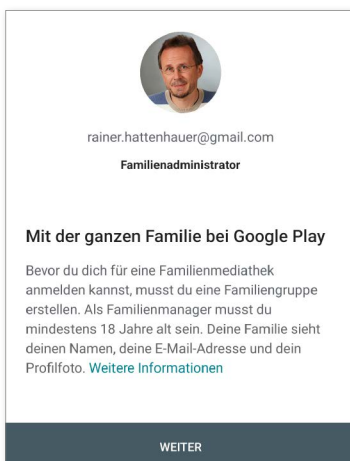 rainer.hattenhauer@gmail.com
Familienadministrator
Mit der ganzen Familie bei Google Play
Bevor du dich für eine Familienmediathek
anmelden kannst, musst du eine Familiengruppe
erstellen. Als Familienmanager musst du
mindestens 18 Jahre alt sein. Deine Familie sieht
deinen Namen, deine E-Mail-Adresse und dein
Profilfoto. Weitere Informationen
WEITER